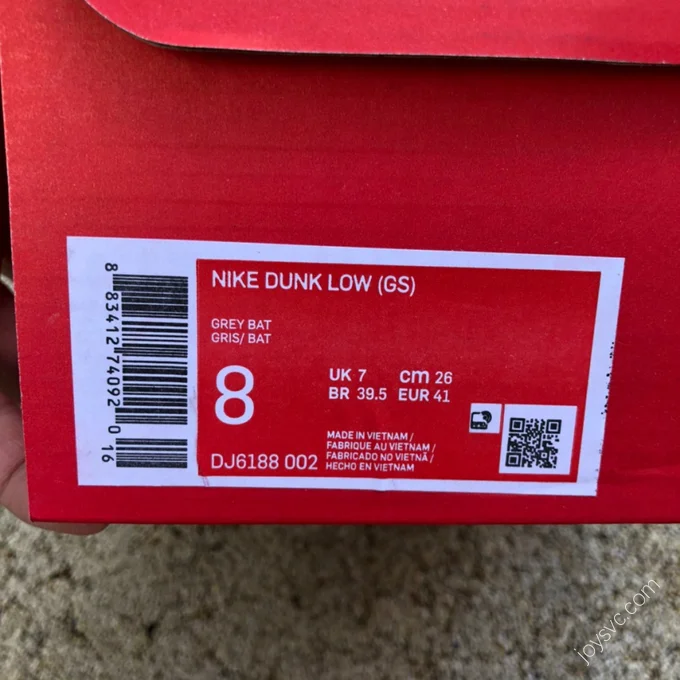 NIKE DUNK LOW (GS)
GREY BAT
GRIS/ BAT
8
UK 7 cm 26
BR 39.5 EUR 41
DJ6188 002
MADE IN VIETNAM/
FABRIQUE AU VIETNAM/
FABRICADO NO VIETNÃ/
HECHO EN VIETNAM
8 83412 74092 0 16
joysvc.com